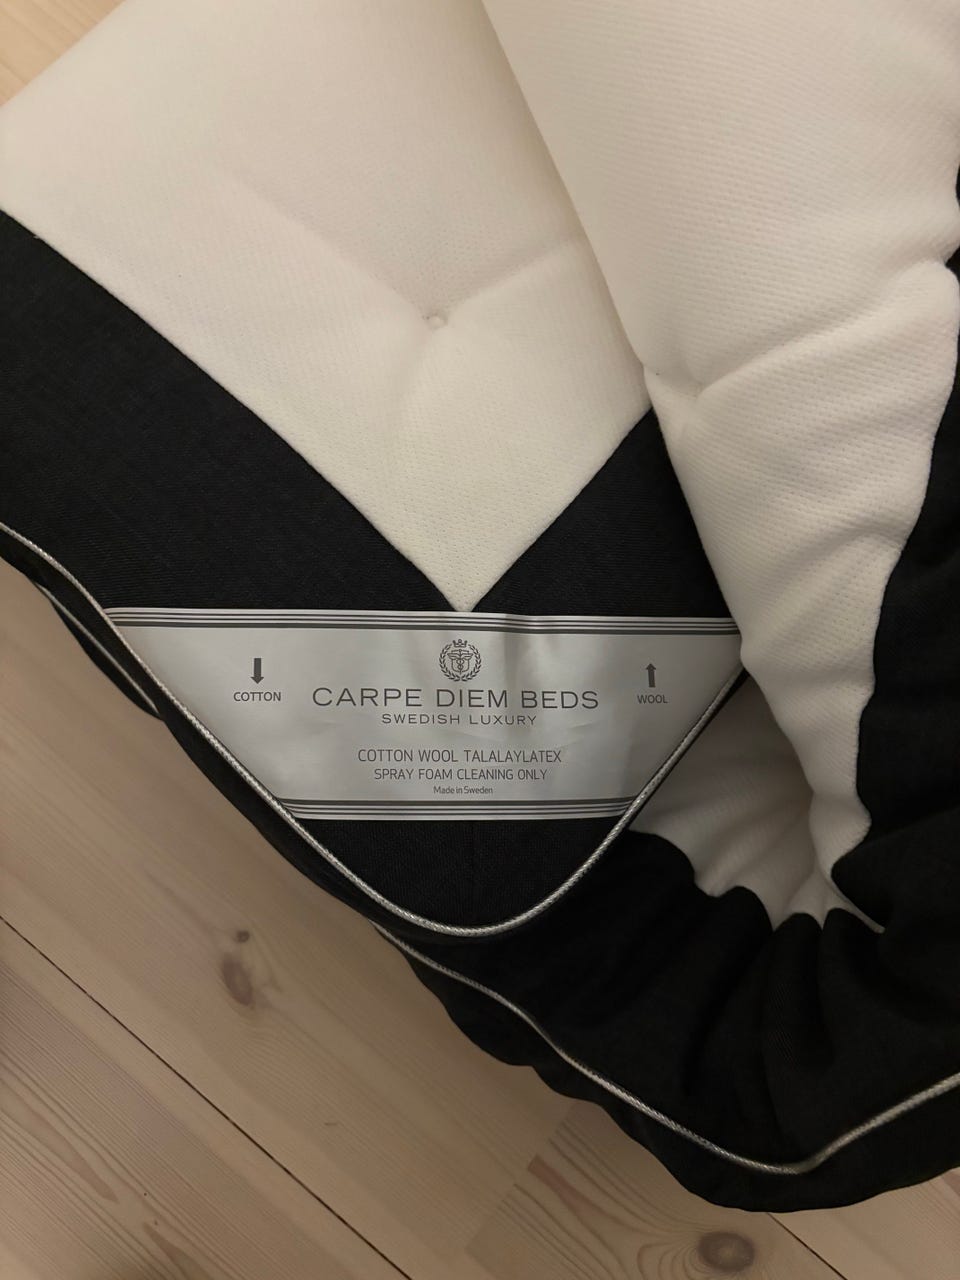 COTTON
CARPE DIEM BEDS
WOOL
SWEDISH LUXURY
COTTON WOOL TALALAYLATEX
SPRAY FOAM CLEANING ONLY
Made in Sweden